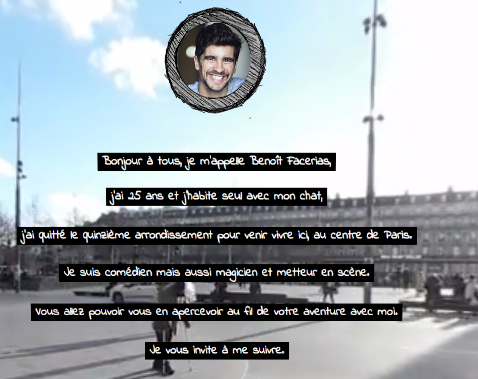 Bonjour à tous, je m'appelle Benoît Facerias,
j'ai 25 ans et j'habite seul avec mon chat,
j'ai quitté le quinzième arrondissement pour venir vivre ici, au centre de Paris.
Je suis comédien mais aussi magicien et metteur en scène.
Vous allez pouvoir vous en apercevoir au fil de votre aventure avec moi.
Je vous invite à me suivre.